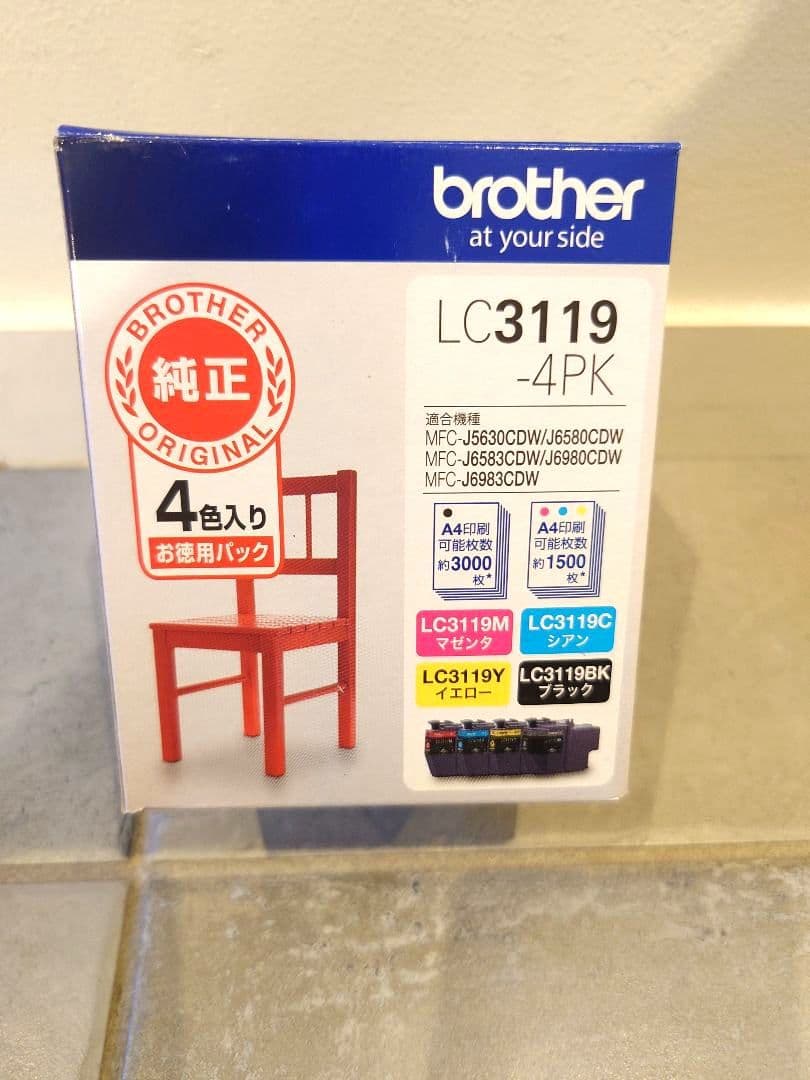 brother
at your side
BROTHER
純正
ORIGINAL
4色入り
お徳用パック
LC3119
-4PK
適合機種
MFC-J5630CDW/J6580CDW
MFC-J6583CDW/J6980CDW
MFC-J6983CDW
A4印刷
可能枚数
約3000
枚*
A4印刷
可能枚数
約1500
枚*
LC3119M
マゼンタ
LC3119C
シアン
LC3119Y
イエロー
LC3119BK
ブラック